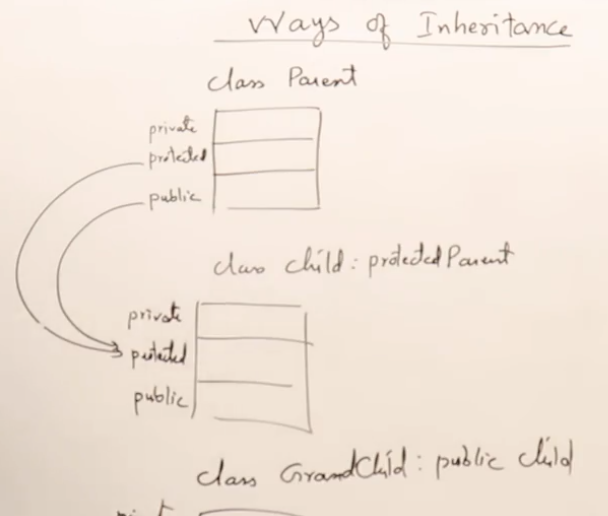 Ways of Inheritance
class Parent
private
protected
public
class Child : protected Parent
private
protected
public
class GrandChild : public child